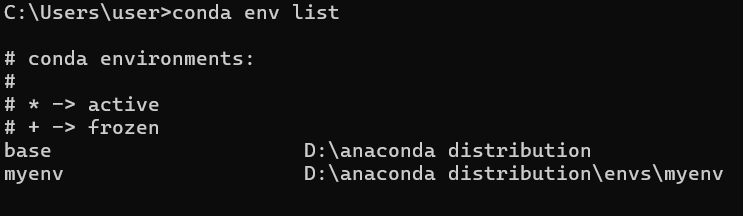 C:\Users\user>conda env list
# conda environments:
#
# * -> active
# + -> frozen
base                     D:\anaconda distribution
myenv                    D:\anaconda distribution\envs\myenv